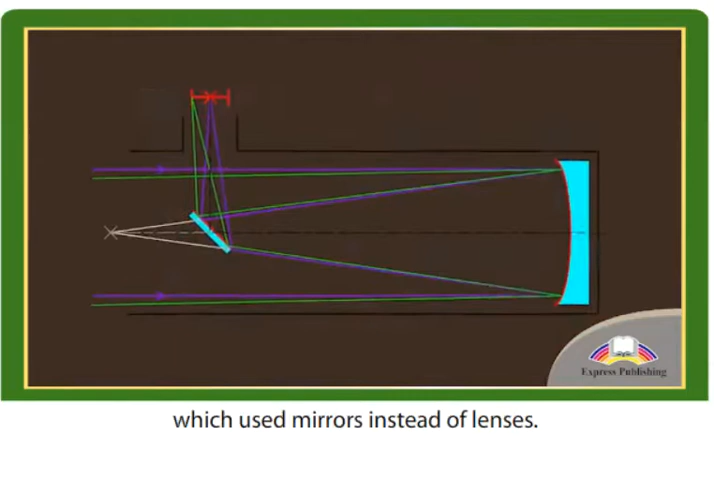 Express Publishing
which used mirrors instead of lenses.